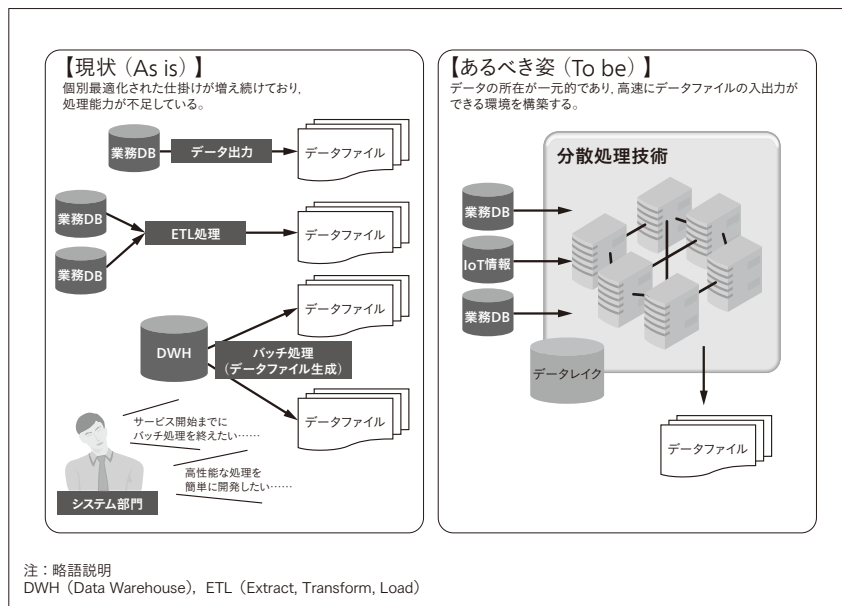 【現状(As is)】
個別最適化された仕掛けが増え続けており,
処理能力が不足している。
業務DB
データ出力
データファイル
業務DB
業務DB
ETL処理
データファイル
データファイル
DWH
バッチ処理
(データファイル生成)
データファイル
サービス開始までに
バッチ処理を終えたい……
高性能な処理を
簡単に開発したい……
システム部門
【あるべき姿(To be)】
データの所在が一元的であり,高速にデータファイルの入出力が
できる環境を構築する。
分散処理技術
業務DB
IoT情報
業務DB
データレイク
データファイル
注:略語説明
DWH(Data Warehouse),ETL(Extract, Transform, Load)